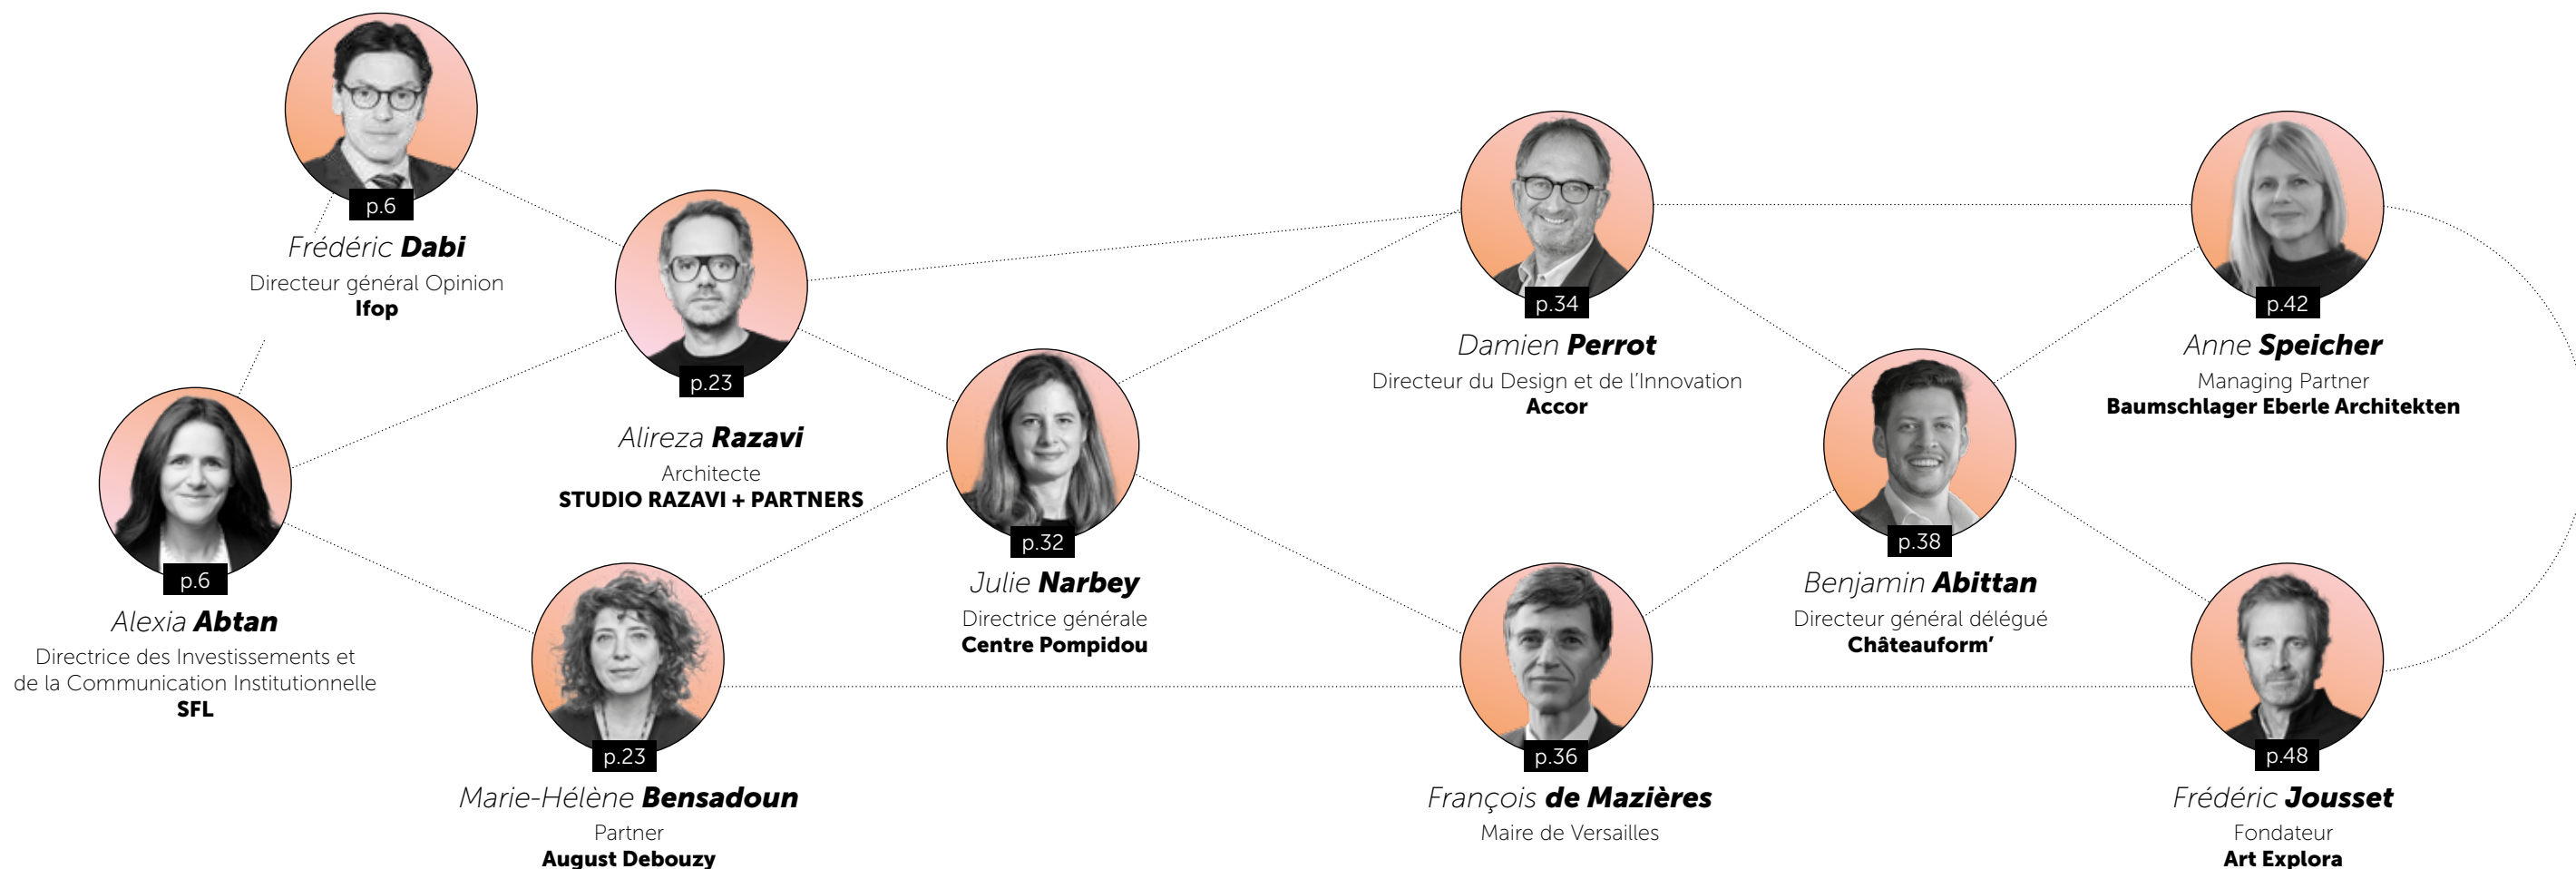 p.6
Frédéric Dabi
Directeur général Opinion
Ifop
p.23
Alireza Razavi
Architecte
STUDIO RAZAVI + PARTNERS
p.6
Alexia Abtan
Directrice des Investissements et
de la Communication Institutionnelle
SFL
p.23
Marie-Hélène Bensadoun
Partner
August Debouzy
p.32
Julie Narbey
Directrice générale
Centre Pompidou
p.34
Damien Perrot
Directeur du Design et de l’Innovation
Accor
p.36
François de Mazières
Maire de Versailles
p.38
Benjamin Abittan
Directeur général délégué
Châteauform’
p.42
Anne Speicher
Managing Partner
Baumschlager Eberle Architekten
p.48
Frédéric Jousset
Fondateur
Art Explora